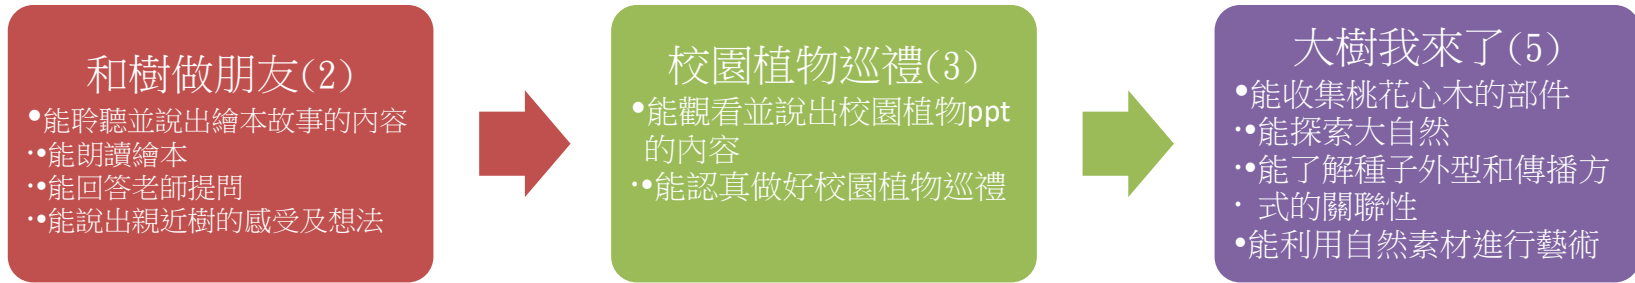 和樹做朋友(2)
•能聆聽並說出繪本故事的內容
·•能朗讀繪本
·•能回答老師提問
·•能說出親近樹的感受及想法
校園植物巡禮(3)
•能觀看並說出校園植物ppt
的內容
·•能認真做好校園植物巡禮
大樹我來了(5)
•能收集桃花心木的部件
·•能探索大自然
·•能了解種子外型和傳播方
· 式的關聯性
•能利用自然素材進行藝術